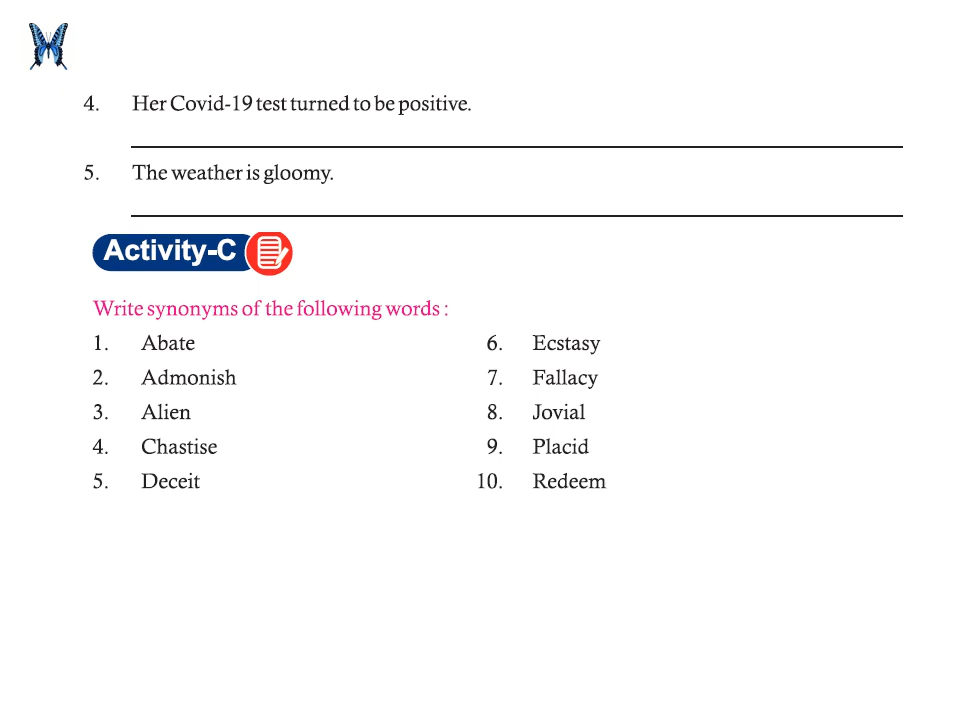 4. Her Covid-19 test turned to be positive.
5. The weather is gloomy.
Activity-C
Write synonyms of the following words :
1. Abate
2. Admonish
3. Alien
4. Chastise
5. Deceit
6. Ecstasy
7. Fallacy
8. Jovial
9. Placid
10. Redeem